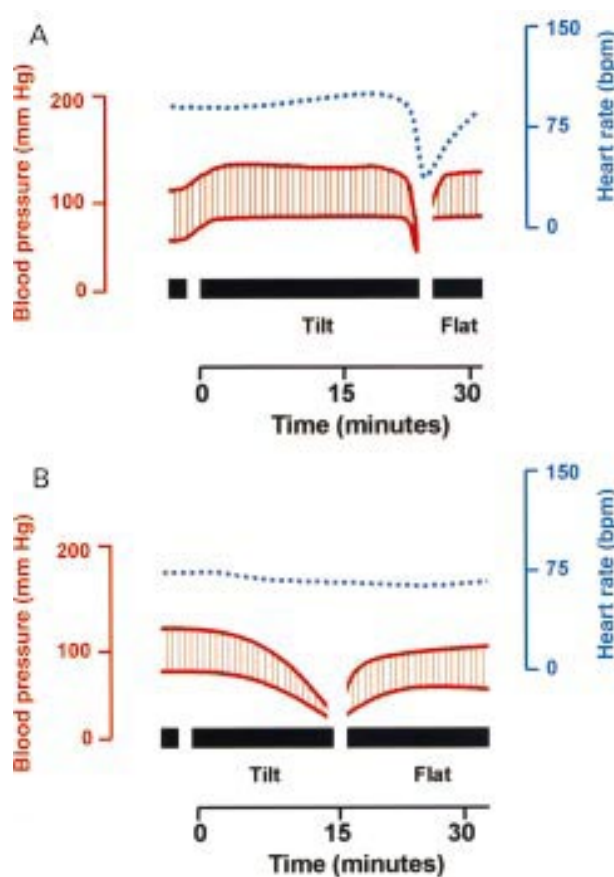 A
150
200
Blood pressure (mm Hg)
Heart rate (bpm)
75
100
0
0
Tilt
Flat
0
15
30
Time (minutes)
B
150
200
Blood pressure (mm Hg)
Heart rate (bpm)
75
100
0
0
Tilt
Flat
0
15
30
Time (minutes)